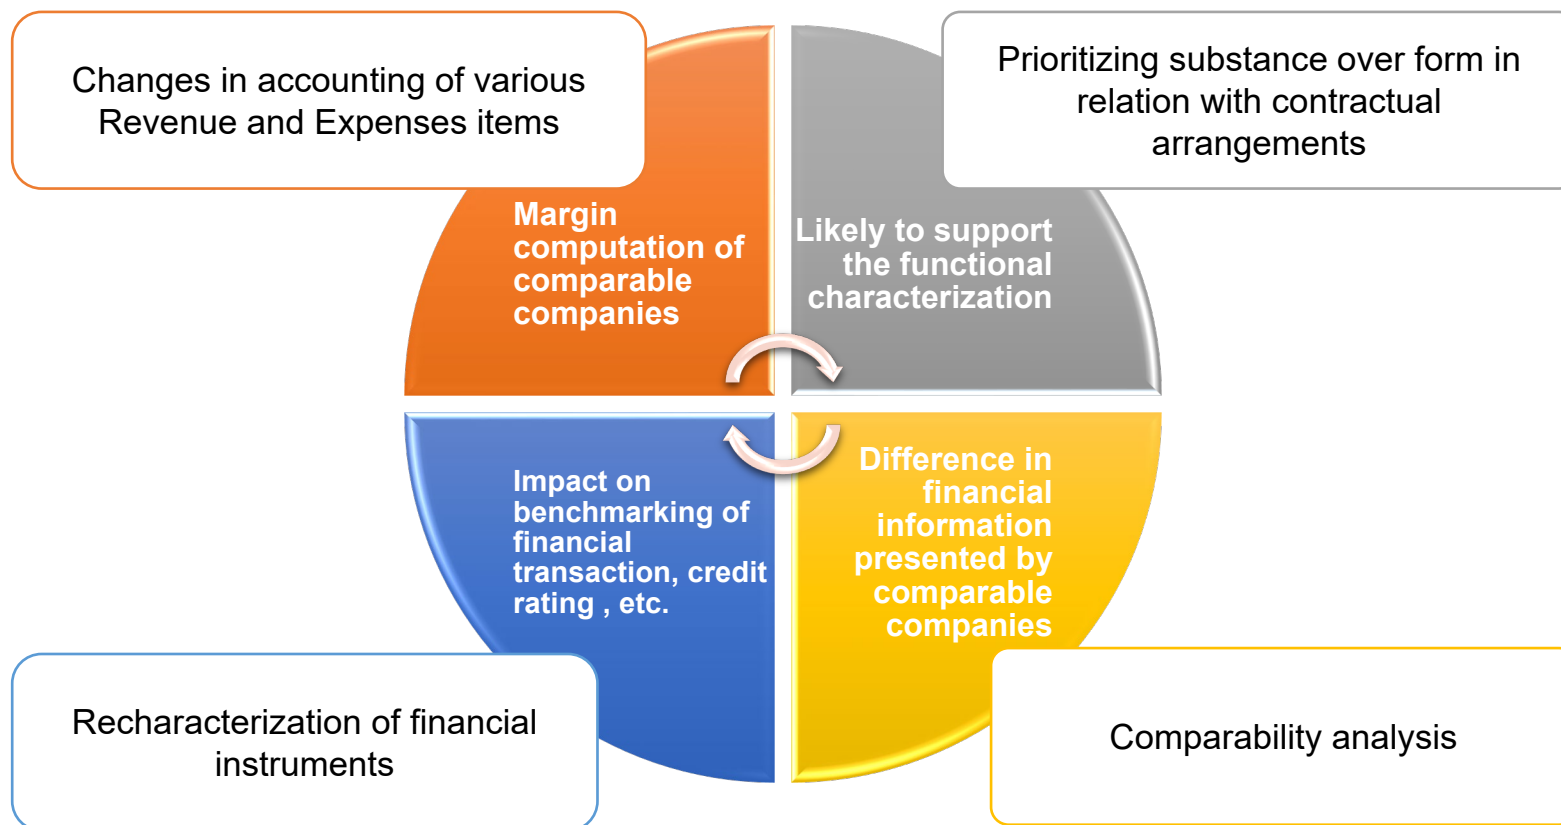 Changes in accounting of various
Revenue and Expenses items
Prioritizing substance over form in
relation with contractual
arrangements
Margin
computation of
comparable
companies
Likely to support
the functional
characterization
Impact on
benchmarking of
financial
transaction, credit
rating , etc.
Difference in
financial
information
presented by
comparable
companies
Recharacterization of financial
instruments
Comparability analysis